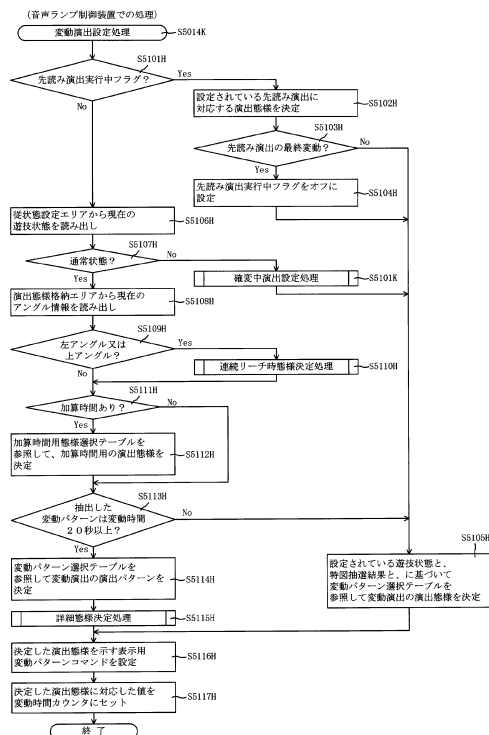 (音声ランプ制御装置での処理)
変動演出設定処理
S5014K
S5101H
先読み演出実行中フラグ?
Yes
No
設定されている先読み演出に
対応する演出態様を決定
S5102H
S5103H
先読み演出の最終変動?
No
Yes
先読み演出実行中フラグをオフに
設定
S5104H
従状態設定エリアから現在の
遊技状態を読み出し
S5106H
S5107H
通常状態?
No
Yes
確変中演出設定処理
S5101K
演出態様格納エリアから現在の
アングル情報を読み出し
S5108H
S5109H
左アングル又は
上アングル?
Yes
No
連続リーチ時態様決定処理
S5110H
S5111H
加算時間あり?
No
Yes
加算時間用態様選択テーブルを
参照して、加算時間用の演出態様を
決定
S5112H
S5113H
抽出した
変動パターンは変動時間
20秒以上?
No
Yes
S5105H
設定されている遊技状態と、
特図抽選結果と、に基づいて
変動パターン選択テーブルを
参照して変動演出の演出態様を決定
変動パターン選択テーブルを
参照して変動演出の演出パターンを
決定
S5114H
詳細態様決定処理
S5115H
決定した演出態様を示す表示用
変動パターンコマンドを設定
S5116H
決定した演出態様に対応した値を
変動時間カウンタにセット
S5117H
終了